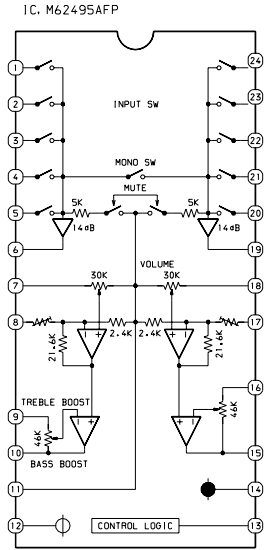 IC, M62495AFP
1
24
2
23
INPUT SW
3
22
MONO SW
4
21
MUTE
5
5K
5K
20
14dB
14dB
6
19
VOLUME
7
30K
30K
18
8
17
21.6K
2.4K
2.4K
21.6K
16
TREBLE BOOST
9
46K
46K
10
15
BASS BOOST
11
14
12
CONTROL LOGIC
13